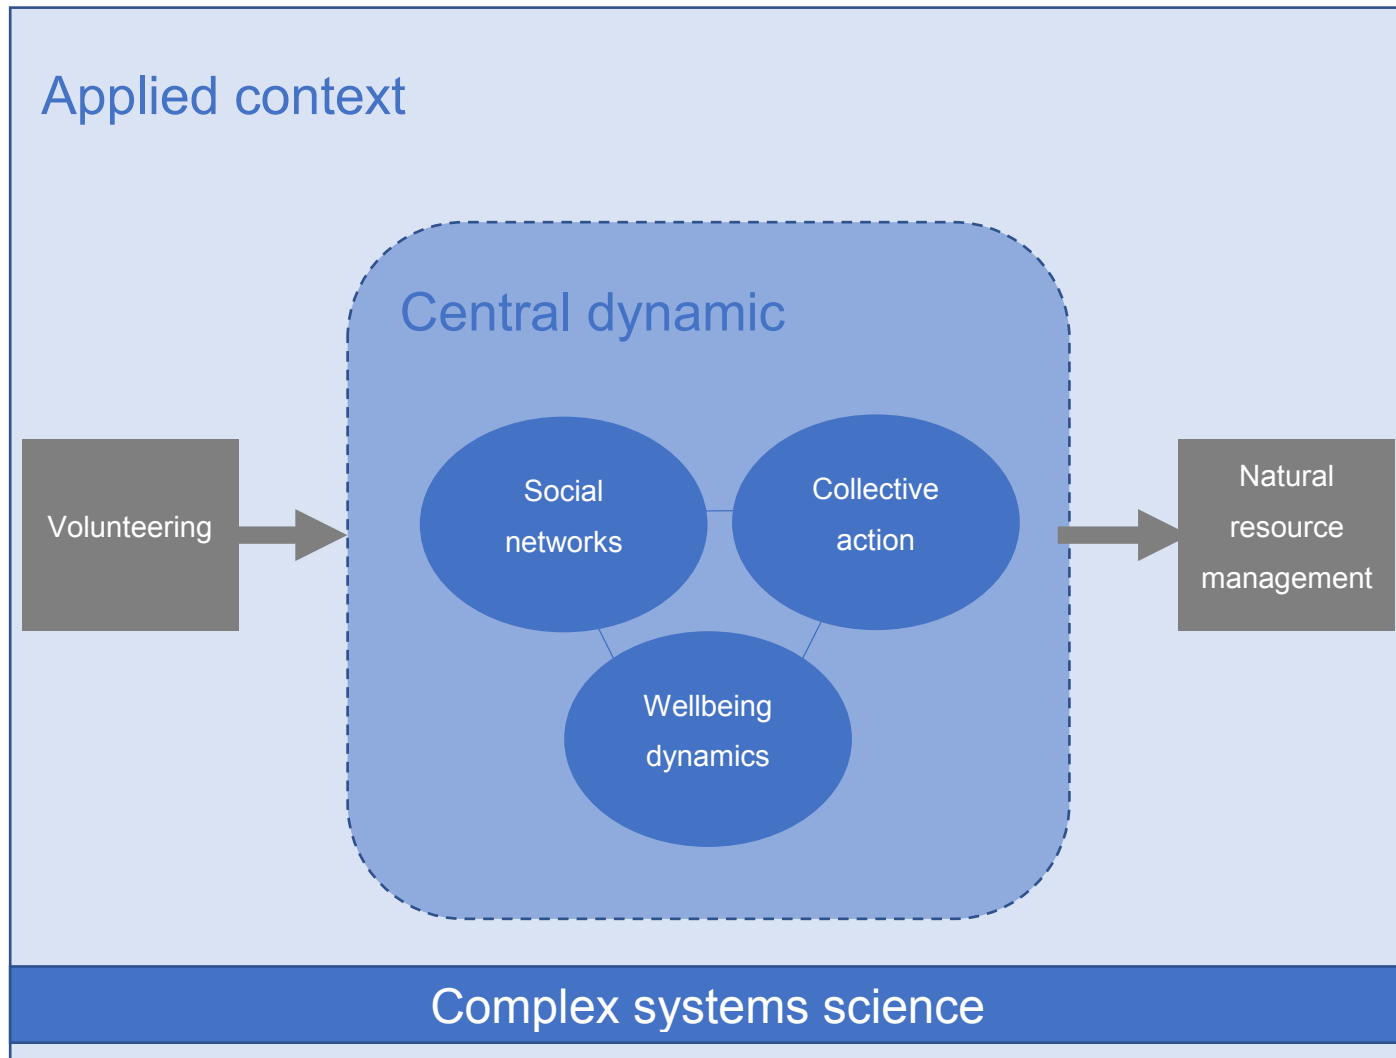 Applied context
Central dynamic
Volunteering
Social
networks
Collective
action
Wellbeing
dynamics
Natural
resource
management
Complex systems science